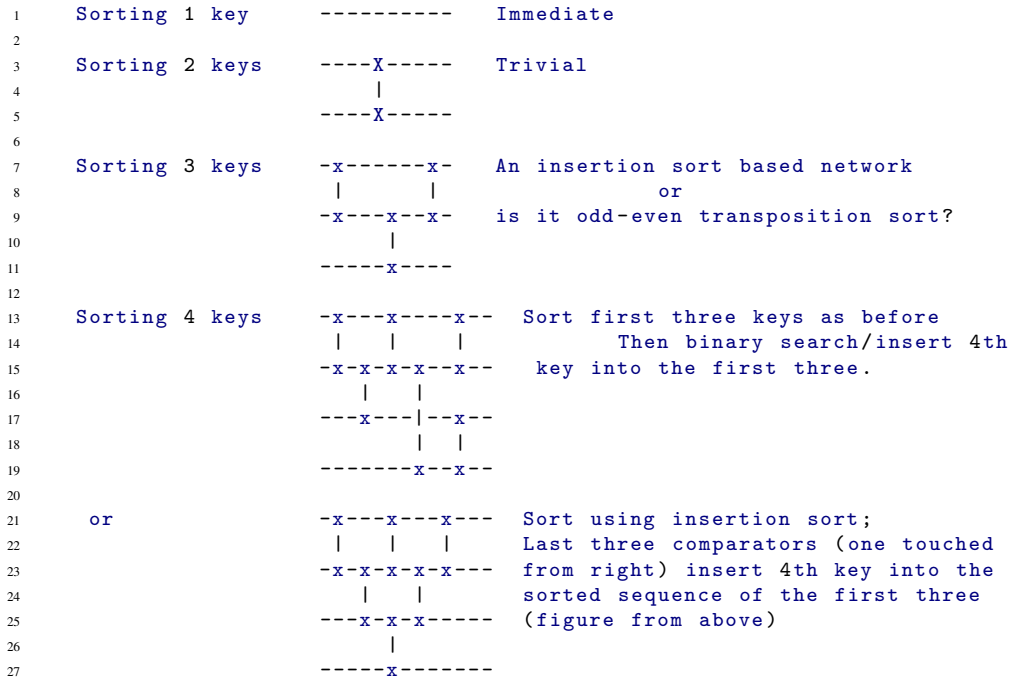 1 Sorting 1 key ---------- Immediate
2
3 Sorting 2 keys ----X----- Trivial
4 |
5 ----X-----
6
7 Sorting 3 keys -x------x- An insertion sort based network
8 | | or
9 -x---x--x- is it odd-even transposition sort?
10 |
11 -----x----
12
13 Sorting 4 keys -x---x----x-- Sort first three keys as before
14 | | | Then binary search/insert 4th
15 -x-x-x-x--x-- key into the first three.
16 | |
17 ---x---|--x--
18 | |
19 -------x--x--
20
21 or -x---x---x--- Sort using insertion sort;
22 | | | Last three comparators (one touched
23 -x-x-x-x-x--- from right) insert 4th key into the
24 | | sorted sequence of the first three
25 ---x-x-x----- (figure from above)
26 |
27 -----x-------